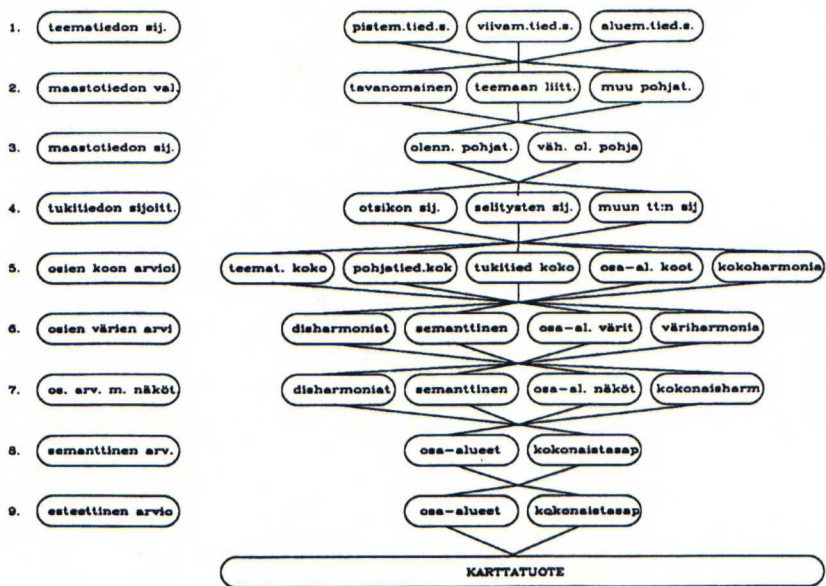 1. teematiedon sij. pistem.tied.s. viivam.tied.s. aluem.tied.s.
2. maastotiedon val. tavanomainen teemaan liitt. muu pohjat.
3. maastotiedon sij. olenn. pohjat. väh. ol. pohja
4. tukitiedon sijoitt. otsikon sij. selitysten sij. muun tt:n sij
5. osien koon arvioi teemat. koko pohjatied.kok tukitied koko osa-al. koot kokoharmonia
6. osien värien arvi disharmoniat semanttinen osa-al. värit väriharmonia
7. os. arv. m. näköt. disharmoniat semanttinen osa-al. näköt kokonaisharm
8. semanttinen arv. osa-alueet kokonaistasap
9. esteettinen arvio osa-alueet kokonaistasap
KARTTATUOTE